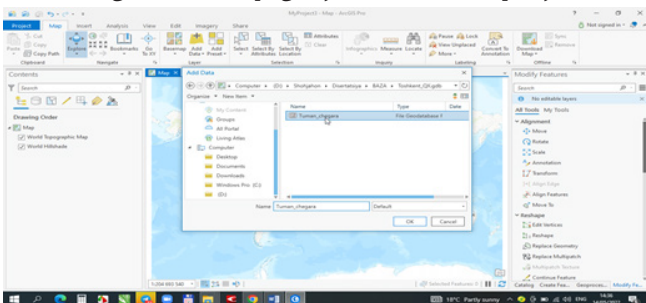 MyProject1 - Map - ArcGIS Pro
Project Map Insert Analysis View Edit Imagery Share
Not signed in
Cut
Copy
Paste Copy Path
Explore
Bookmarks Go To XY
Basemap Add Data Add Preset
Select Select By Attributes Select By Location
Attributes
Clear
Infographics Measure Locate
Pause Lock
View Unplaced
Convert To Annotation
Download Map
Sync
Remove
Clipboard Navigate Layer Selection Inquiry Labeling Offline
Contents
Search
Drawing Order
Map
World Topographic Map
World Hillshade
Map
Add Data
Computer (D:) Shohjahon Dissertatsiya BAZA
Organize New Item
My Content
Groups
All Portal
Living Atlas
Computer
Desktop
Documents
Downloads
Windows Pro (C:)
(D:)
Name Type Date
Tuman_chegara File Geodatabase F
Name Tuman_chegara Default
OK Cancel
Modify Features
Search
No editable layers
All Tools My Tools
Alignment
Move
Rotate
Scale
Annotation
Transform
Align Edge
Align Features
Move To
Reshape
Edit Vertices
Reshape
Replace Geometry
Replace Multipatch
Multipatch Texture
Continue Feature
Selected Features:
Catalog Create Fea... Geoproces... Modify Fe...
18°C Partly sunny
ENG
14:36